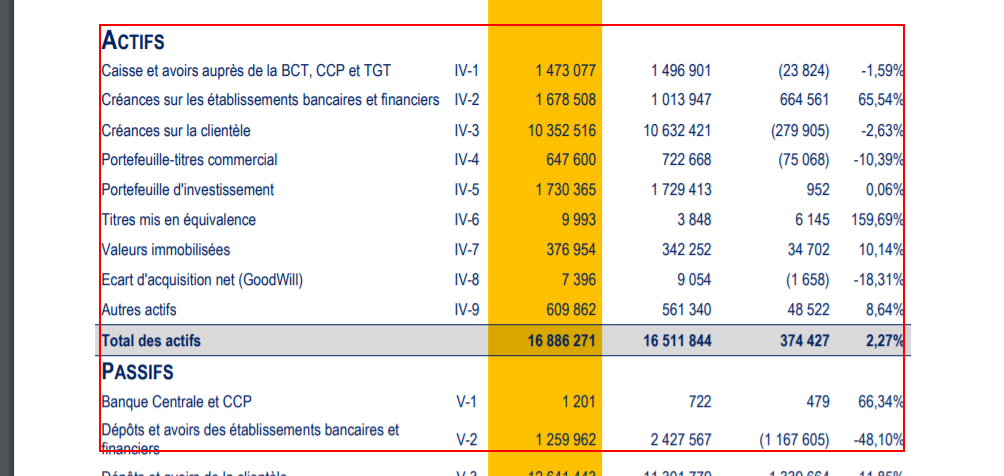 ACTIFS
Caisse et avoirs auprès de la BCT, CCP et TGT IV-1 1 473 077 1 496 901 (23 824) -1,59%
Créances sur les établissements bancaires et financiers IV-2 1 678 508 1 013 947 664 561 65,54%
Créances sur la clientèle IV-3 10 352 516 10 632 421 (279 905) -2,63%
Portefeuille-titres commercial IV-4 647 600 722 668 (75 068) -10,39%
Portefeuille d'investissement IV-5 1 730 365 1 729 413 952 0,06%
Titres mis en équivalence IV-6 9 993 3 848 6 145 159,69%
Valeurs immobilisées IV-7 376 954 342 252 34 702 10,14%
Ecart d'acquisition net (GoodWill) IV-8 7 396 9 054 (1 658) -18,31%
Autres actifs IV-9 609 862 561 340 48 522 8,64%
Total des actifs 16 886 271 16 511 844 374 427 2,27%
PASSIFS
Banque Centrale et CCP V-1 1 201 722 479 66,34%
Dépôts et avoirs des établissements bancaires et
financiers V-2 1 259 962 2 427 567 (1 167 605) -48,10%